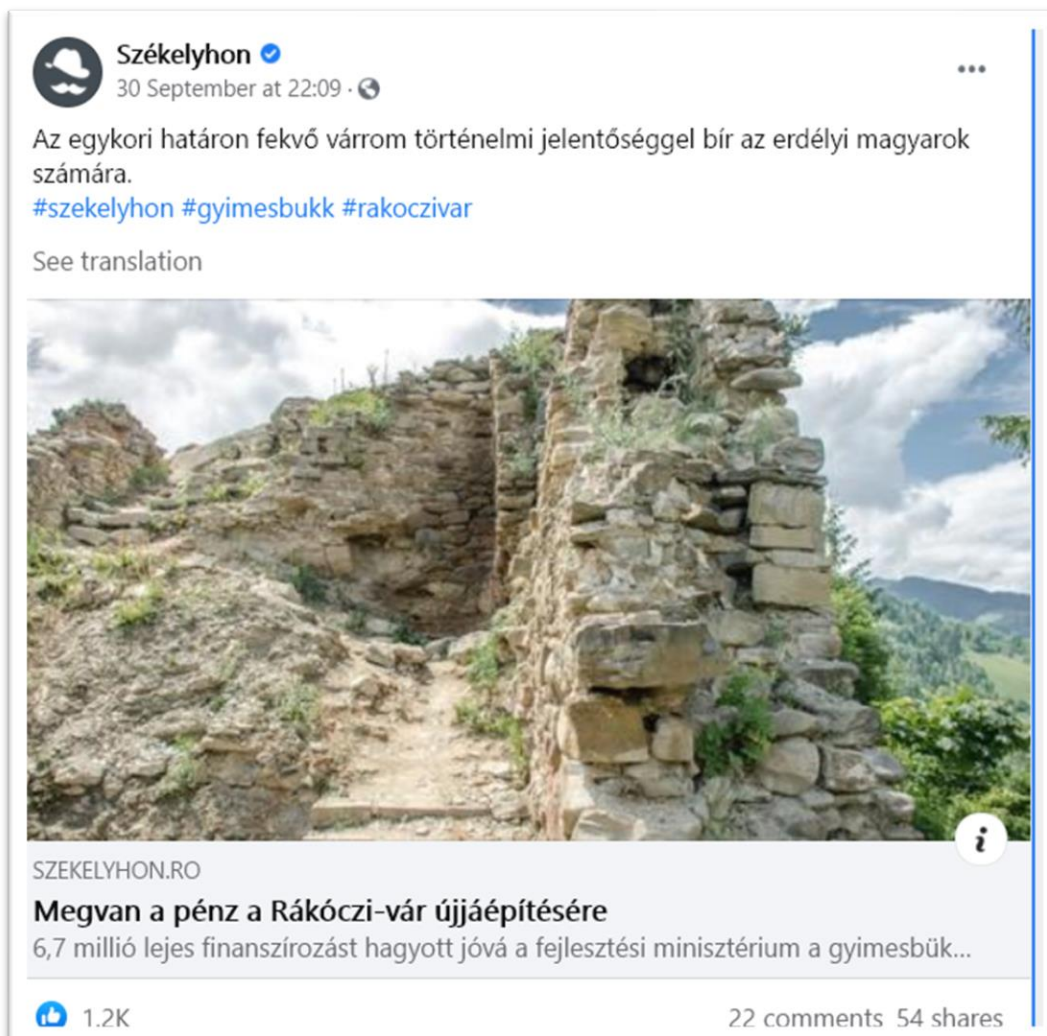 Székelyhon
30 September at 22:09 ·
Az egykori határon fekvő várrom történelmi jelentőséggel bír az erdélyi magyarok
számára.
#szekelyhon #gyimesbukk #rakoczivar
See translation
SZEKELYHON.RO
Megvan a pénz a Rákóczi-vár újjáépítésére
6,7 millió lejes finanszírozást hagyott jóvá a fejlesztési minisztérium a gyimesbük...
1.2K 22 comments 54 shares